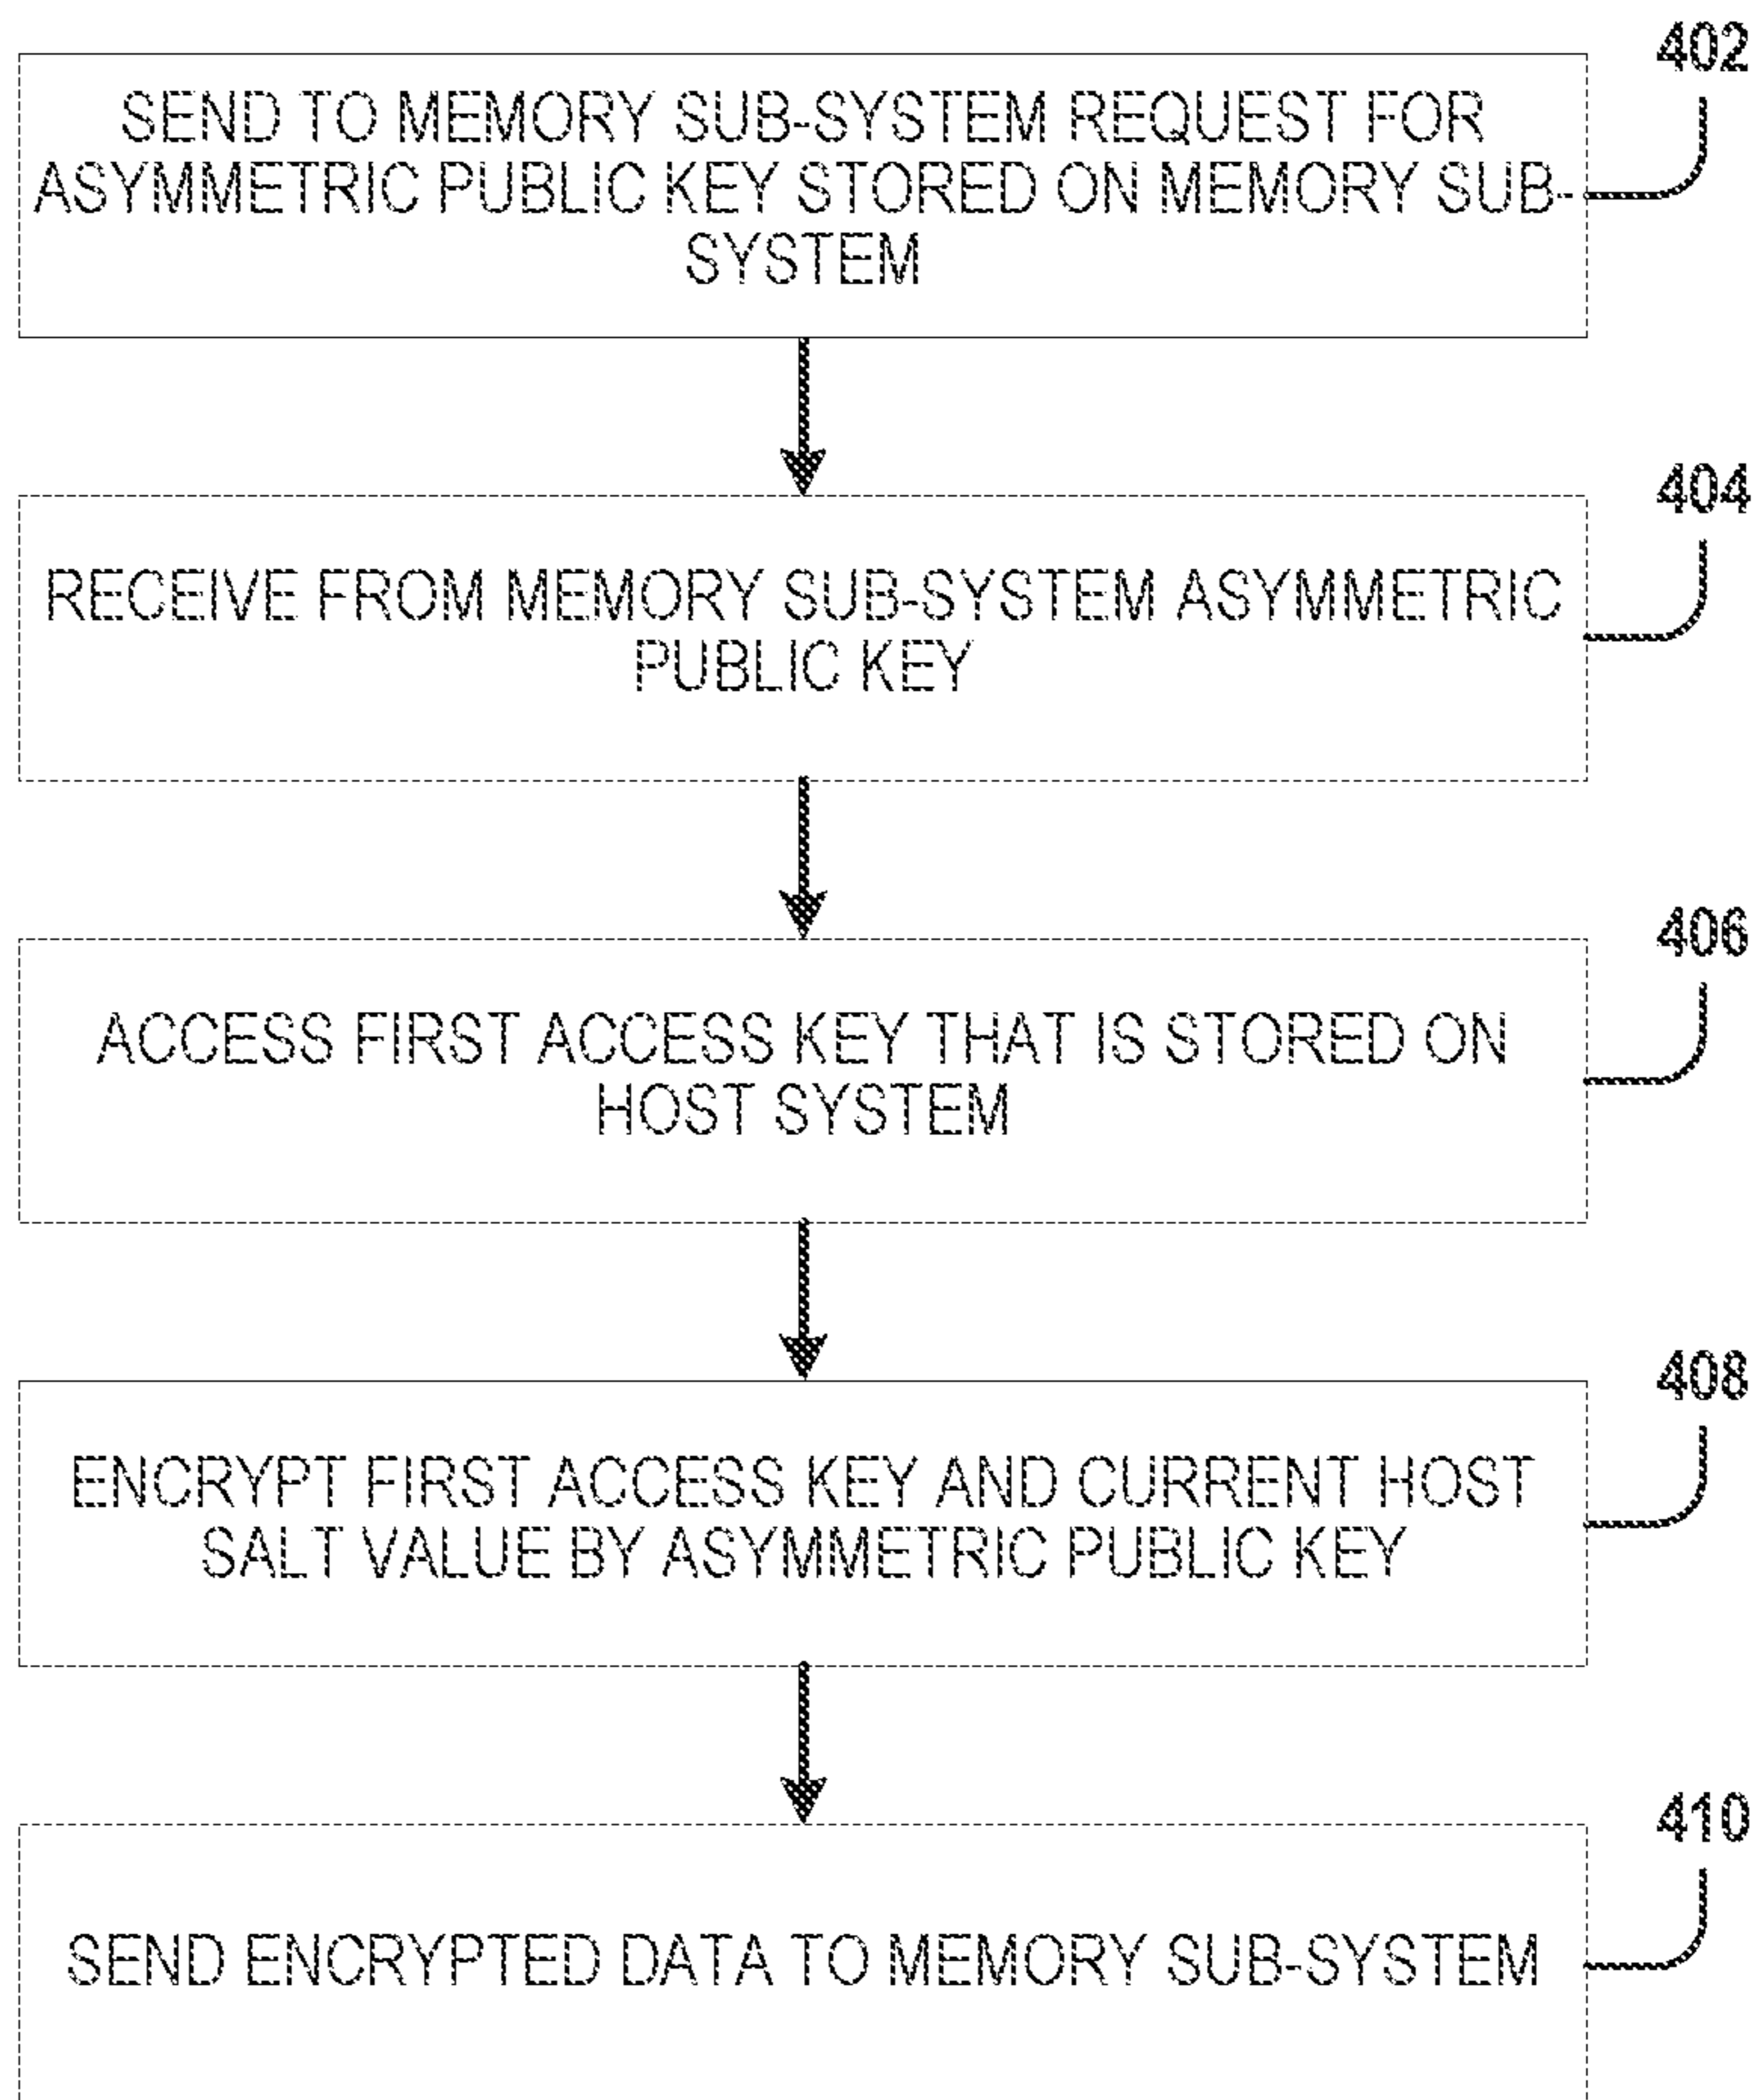 402
SEND TO MEMORY SUB-SYSTEM REQUEST FOR
ASYMMETRIC PUBLIC KEY STORED ON MEMORY SUB-
SYSTEM
404
RECEIVE FROM MEMORY SUB-SYSTEM ASYMMETRIC
PUBLIC KEY
406
ACCESS FIRST ACCESS KEY THAT IS STORED ON
HOST SYSTEM
408
ENCRYPT FIRST ACCESS KEY AND CURRENT HOST
SALT VALUE BY ASYMMETRIC PUBLIC KEY
410
SEND ENCRYPTED DATA TO MEMORY SUB-SYSTEM